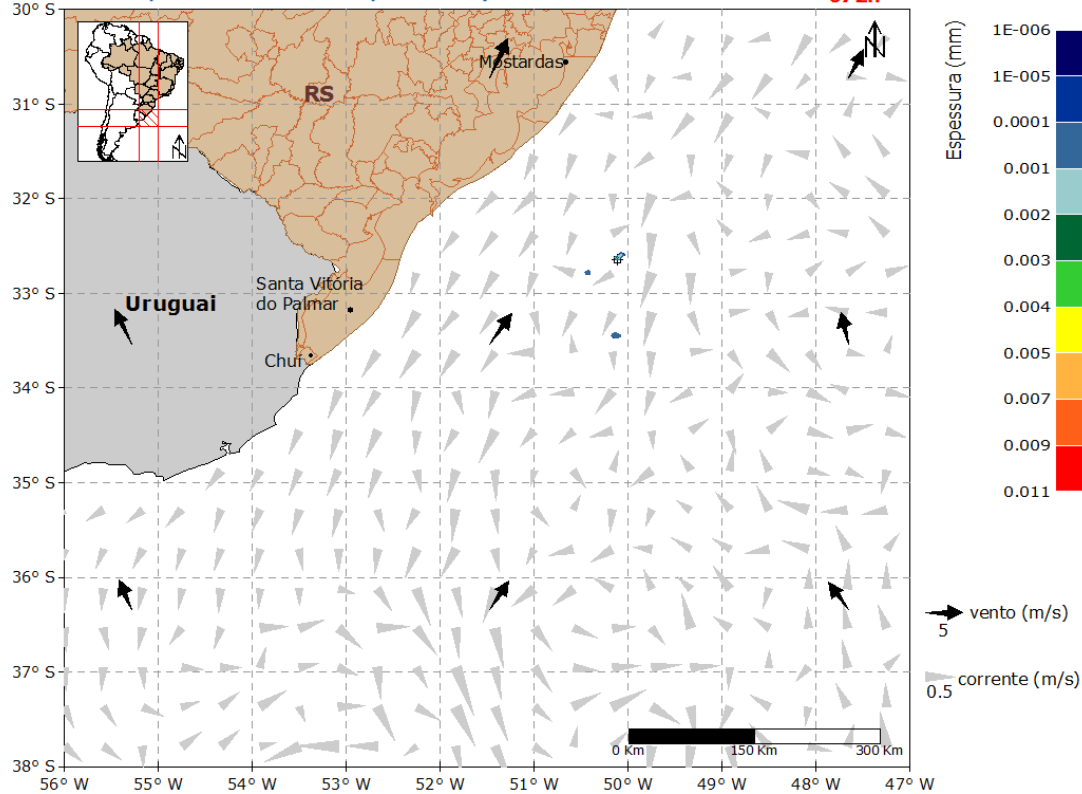 30° S
31° S
32° S
33° S
34° S
35° S
36° S
37° S
38° S
56° W
55° W
54° W
53° W
52° W
51° W
50° W
49° W
48° W
47° W
N
N
Mostardas
RS
Santa Vitória
do Palmar
Uruguai
Chuí
0 Km
150 Km
300 Km
Espessura (mm)
1E-006
1E-005
0.0001
0.001
0.002
0.003
0.004
0.005
0.007
0.009
0.011
vento (m/s)
5
corrente (m/s)
0.5